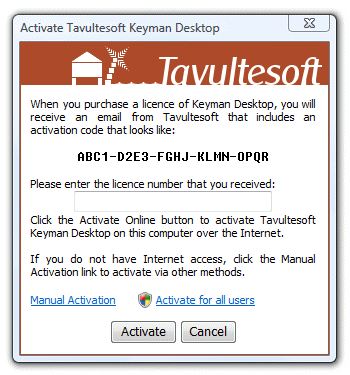 Activate Tavultesoft Keyman Desktop
Tavultesoft
When you purchase a licence of Keyman Desktop, you will
receive an email from Tavultesoft that includes an
activation code that looks like:
ABC1-D2E3-FGHJ-KLMN-OPQR
Please enter the licence number that you received:
Click the Activate Online button to activate Tavultesoft
Keyman Desktop on this computer over the Internet.
If you do not have Internet access, click the Manual
Activation link to activate via other methods.
Manual Activation Activate for all users
Activate Cancel